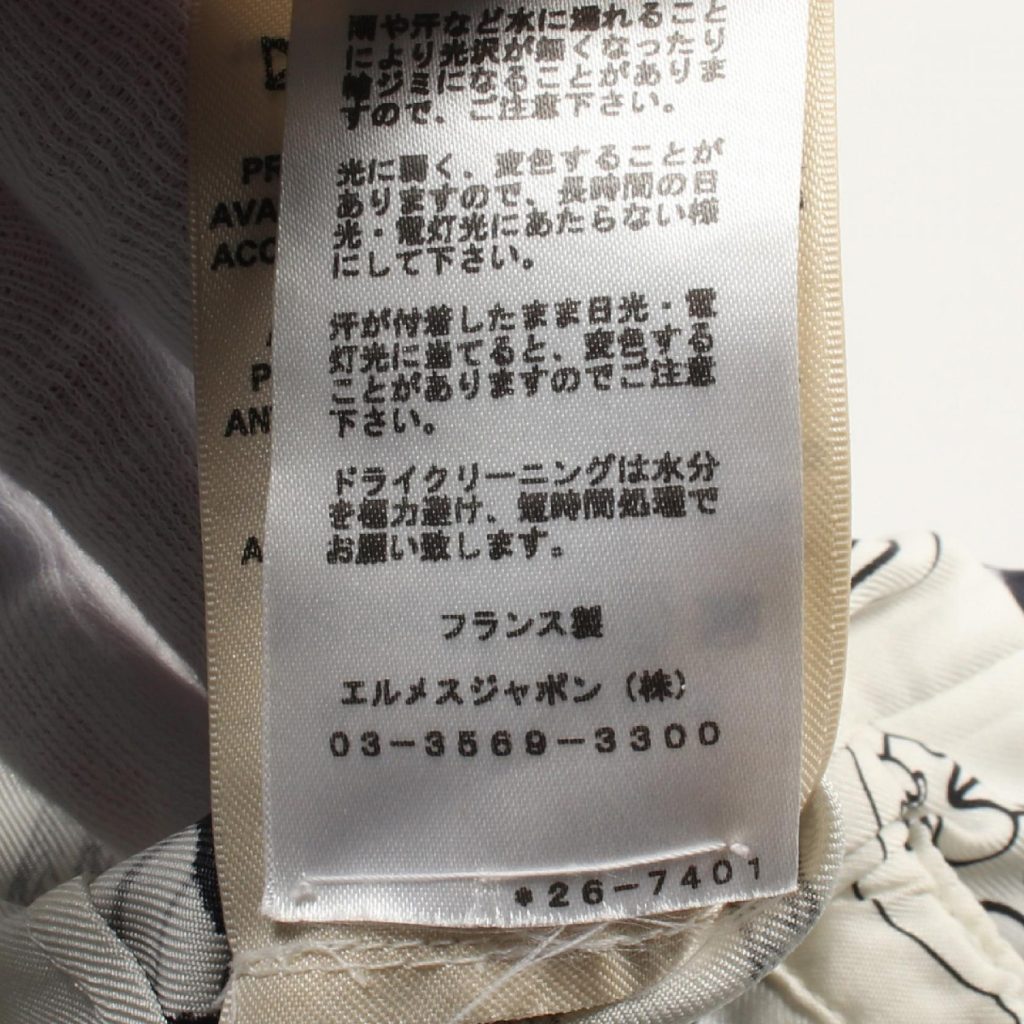 雨や汗など水に濡れること
により光沢が無くなったり
輪ジミになることがありま
すので、ご注意下さい。
光に弱く、変色することが
ありますので、長時間の日
光・電灯光にあたらない様
にして下さい。
汗が付着したまま日光・電
灯光に当てると、変色する
ことがありますのでご注意
下さい。
ドライクリーニングは水分
を極力避け、短時間処理で
お願い致します。
フランス製
エルメスジャポン（株）
03-3569-3300
*26-7401
D
PR
AVA
ACC
P
AN
A